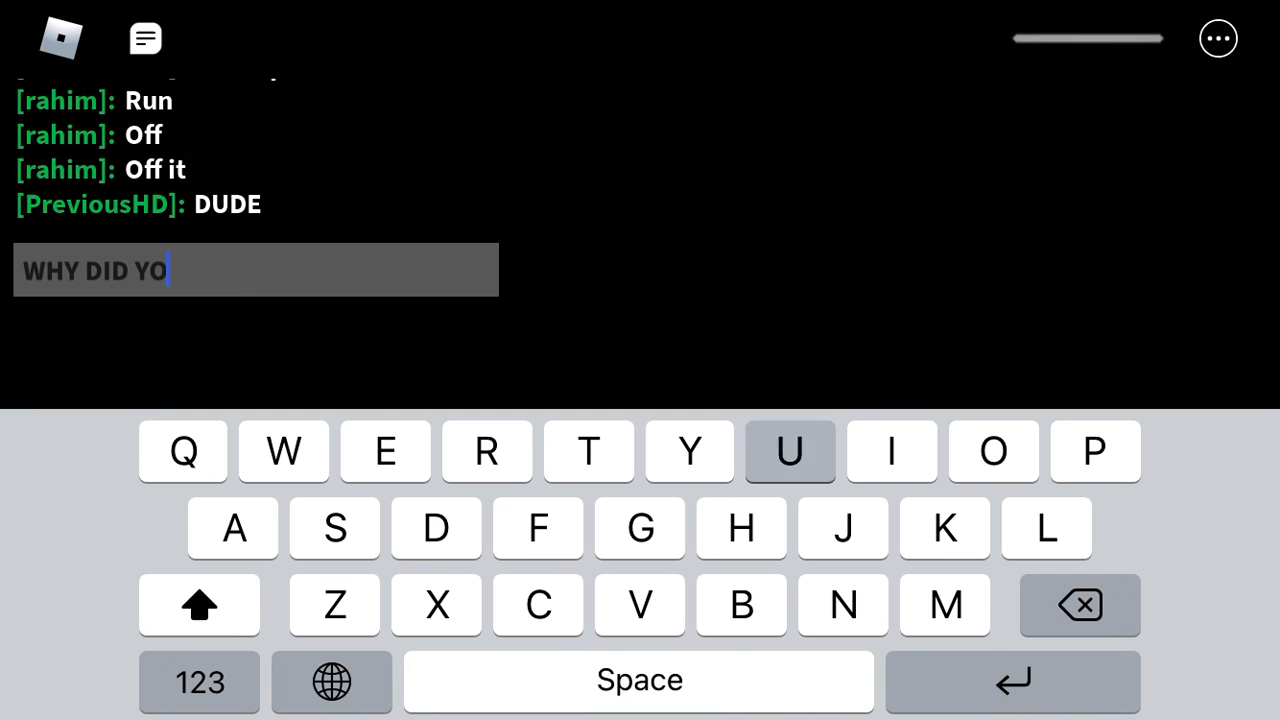 [rahim]: Run
[rahim]: Off
[rahim]: Off it
[PreviousHD]: DUDE
WHY DID YO
Q W E R T Y U I O P
A S D F G H J K L
Z X C V B N M
123 Space